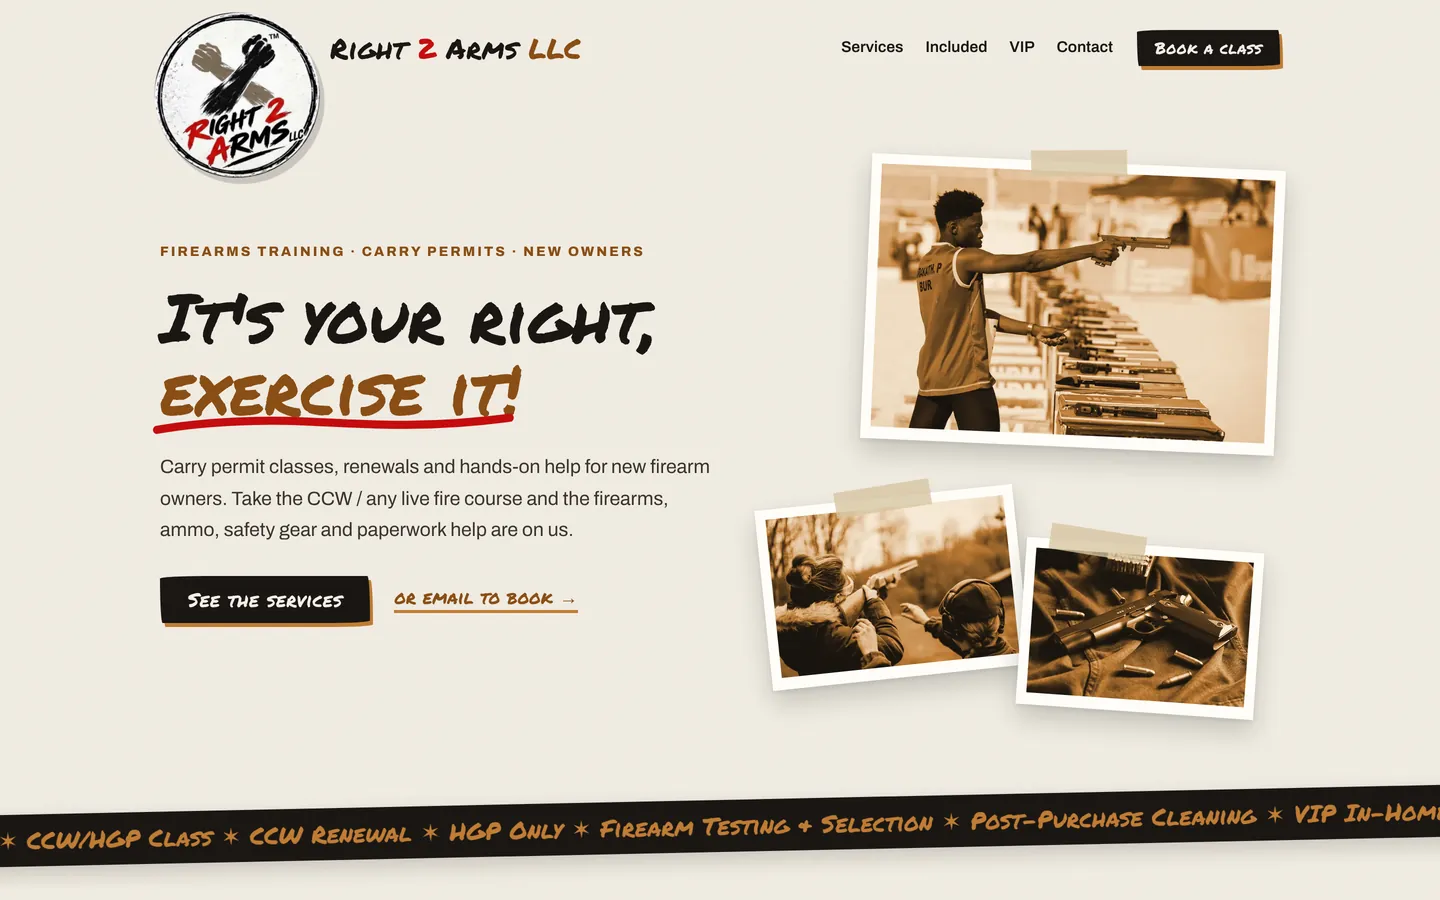 TM
Right 2
Arms LLC
Right 2 Arms LLC
Services Included VIP Contact Book a class
FIREARMS TRAINING · CARRY PERMITS · NEW OWNERS
It's your right,
exercise it!
Carry permit classes, renewals and hands-on help for new firearm
owners. Take the CCW / any live fire course and the firearms,
ammo, safety gear and paperwork help are on us.
See the services or email to book →
✶ CCW/HGP Class ✶ CCW Renewal ✶ HGP Only ✶ Firearm Testing + Selection ✶ Post-Purchase Cleaning ✶ VIP In-Home